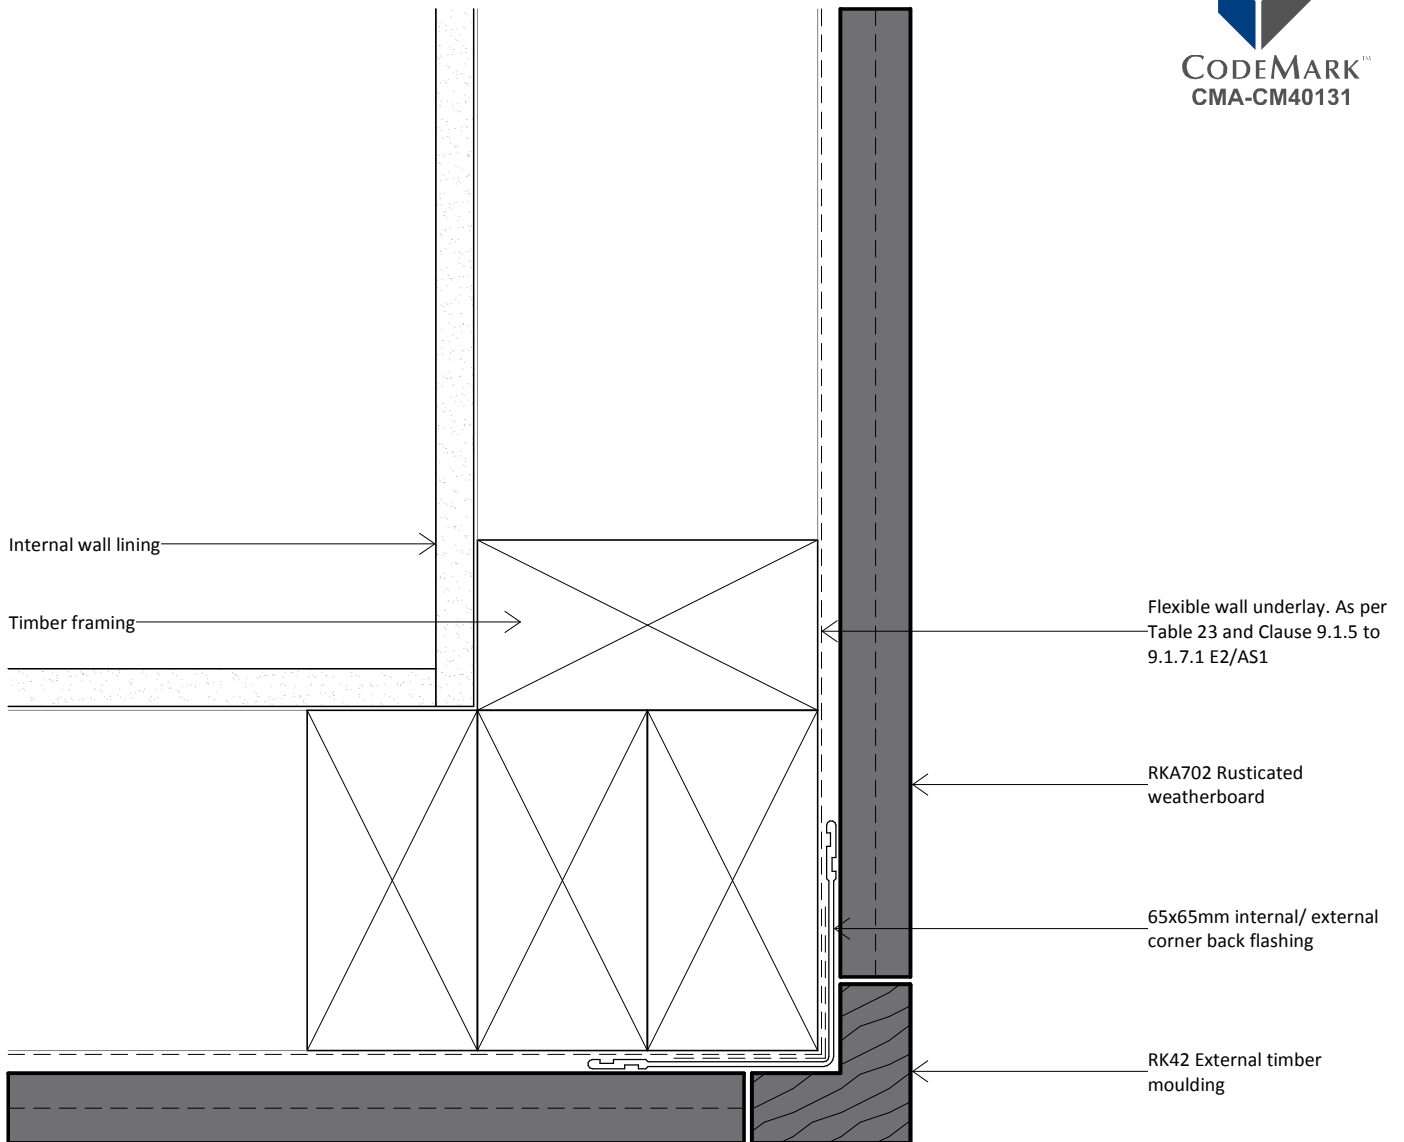 CODEMARK™
CMA-CM40131
Internal wall lining
Timber framing
Flexible wall underlay. As per
Table 23 and Clause 9.1.5 to
9.1.7.1 E2/AS1
RKA702 Rusticated
weatherboard
65x65mm internal/ external
corner back flashing
RK42 External timber
moulding